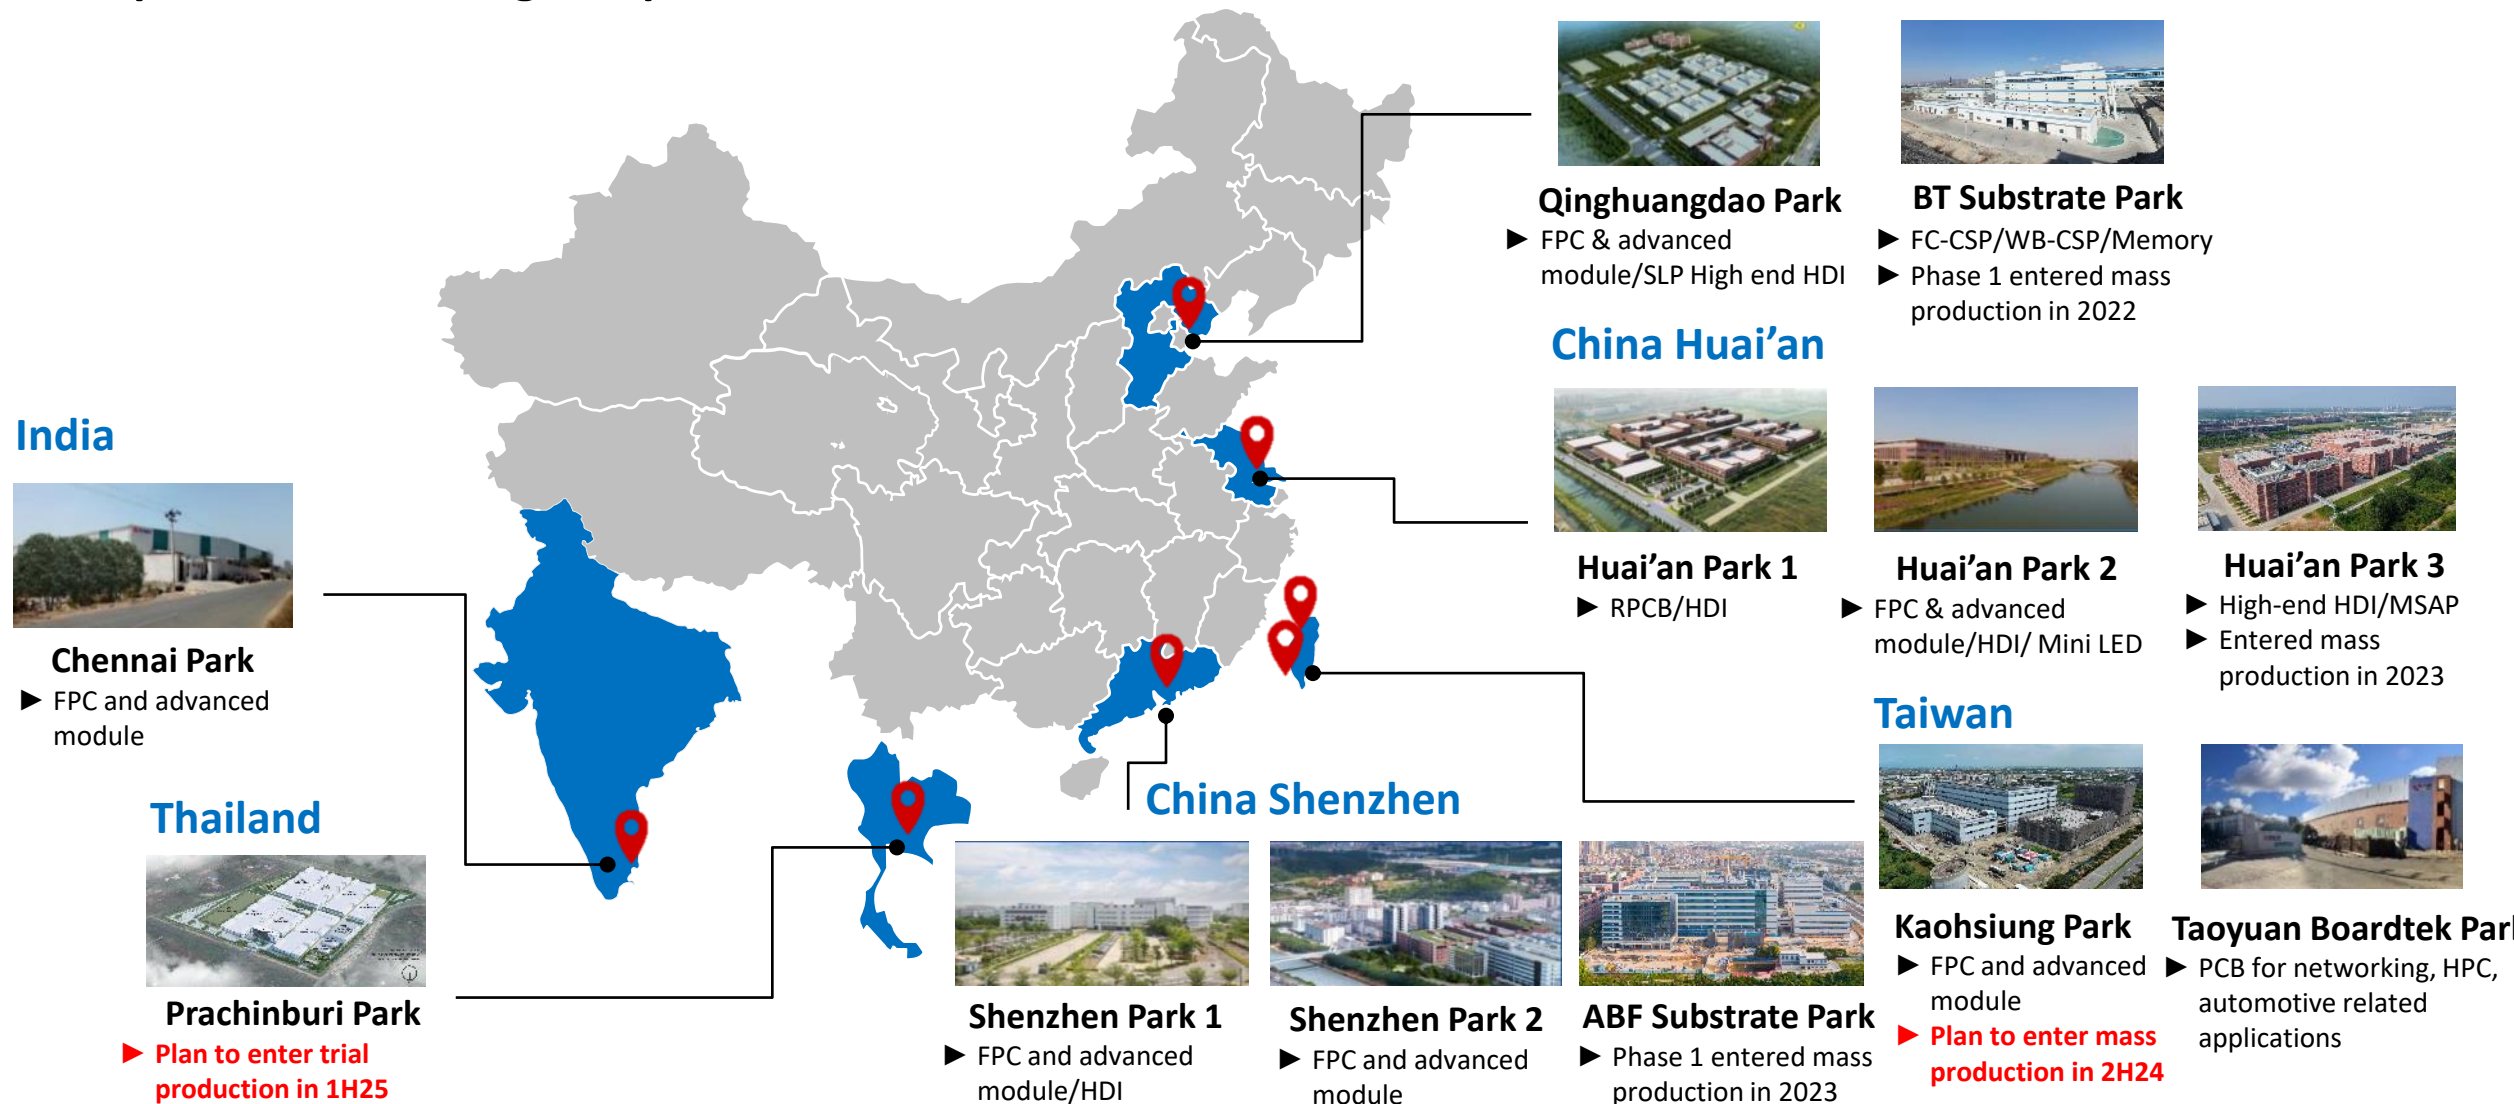 Qinghuangdao Park
► FPC & advanced
module/SLP High end HDI
BT Substrate Park
► FC-CSP/WB-CSP/Memory
► Phase 1 entered mass
production in 2022
China Huai’an
Huai’an Park 1
► RPCB/HDI
Huai’an Park 2
► FPC & advanced
module/HDI/ Mini LED
Huai’an Park 3
► High-end HDI/MSAP
► Entered mass
production in 2023
India
Chennai Park
► FPC and advanced
module
Thailand
Prachinburi Park
► Plan to enter trial
production in 1H25
China Shenzhen
Shenzhen Park 1
► FPC and advanced
module/HDI
Shenzhen Park 2
► FPC and advanced
module
ABF Substrate Park
► Phase 1 entered mass
production in 2023
Taiwan
Kaohsiung Park
► FPC and advanced
module
► Plan to enter mass
production in 2H24
Taoyuan Boardtek Park
► PCB for networking, HPC,
automotive related
applications